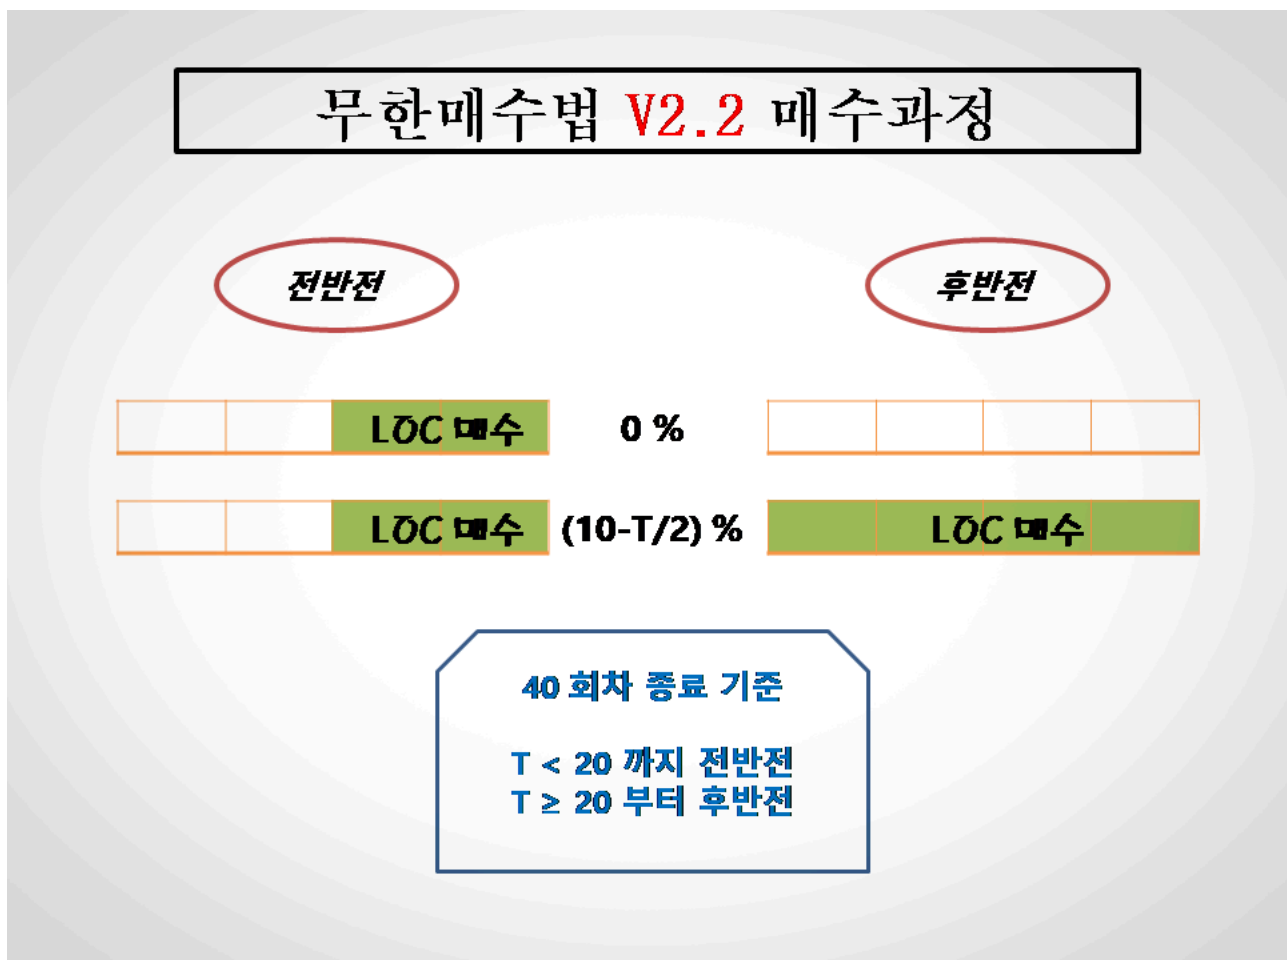 무한매수법 V2.2 매수과정
전반전
후반전
LOC 매수
0 %
LOC 매수
(10-T/2) %
LOC 매수
40 회차 종료 기준
T < 20 까지 전반전
T ≥ 20 부터 후반전